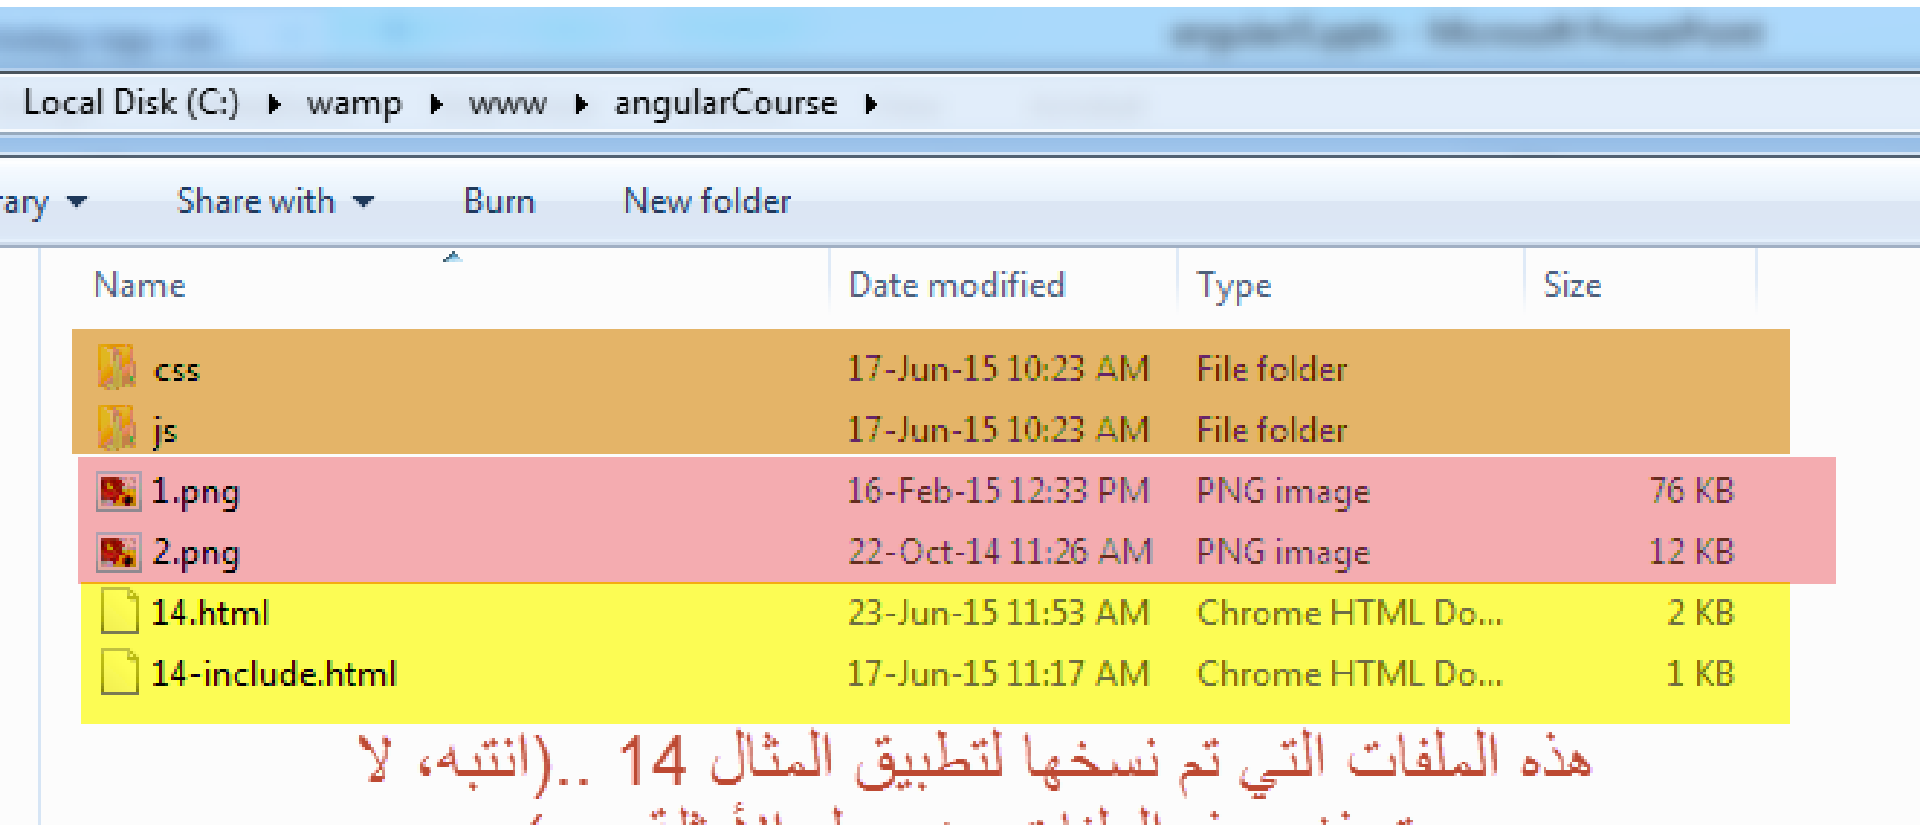 Local Disk (C:) ▸ wamp ▸ www ▸ angularCourse ▸
rary Share with Burn New folder
Name Date modified Type Size
css 17-Jun-15 10:23 AM File folder
js 17-Jun-15 10:23 AM File folder
1.png 16-Feb-15 12:33 PM PNG image 76 KB
2.png 22-Oct-14 11:26 AM PNG image 12 KB
14.html 23-Jun-15 11:53 AM Chrome HTML Do... 2 KB
14-include.html 17-Jun-15 11:17 AM Chrome HTML Do... 1 KB
هذه الملفات التي تم نسخها لتطبيق المثال 14 ..(انتبه، لا